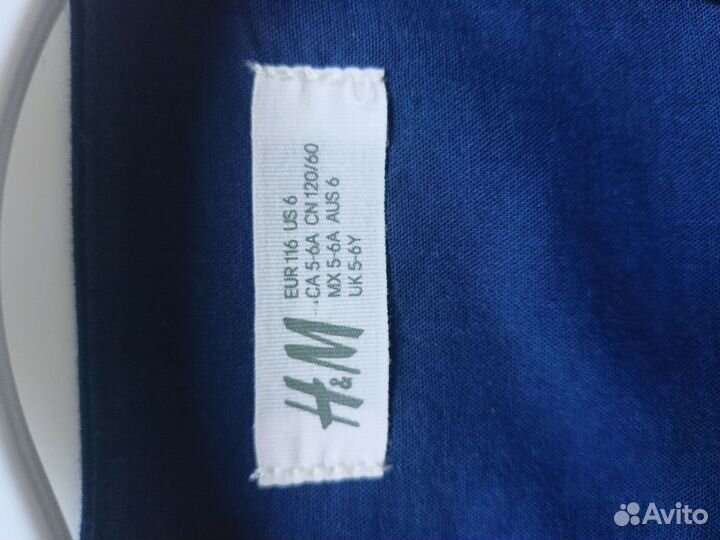 H&M
EUR 116 US 6
CA 5-6A CN 120/60
MX 5-6A AUS 6
UK 5-6Y
Avito